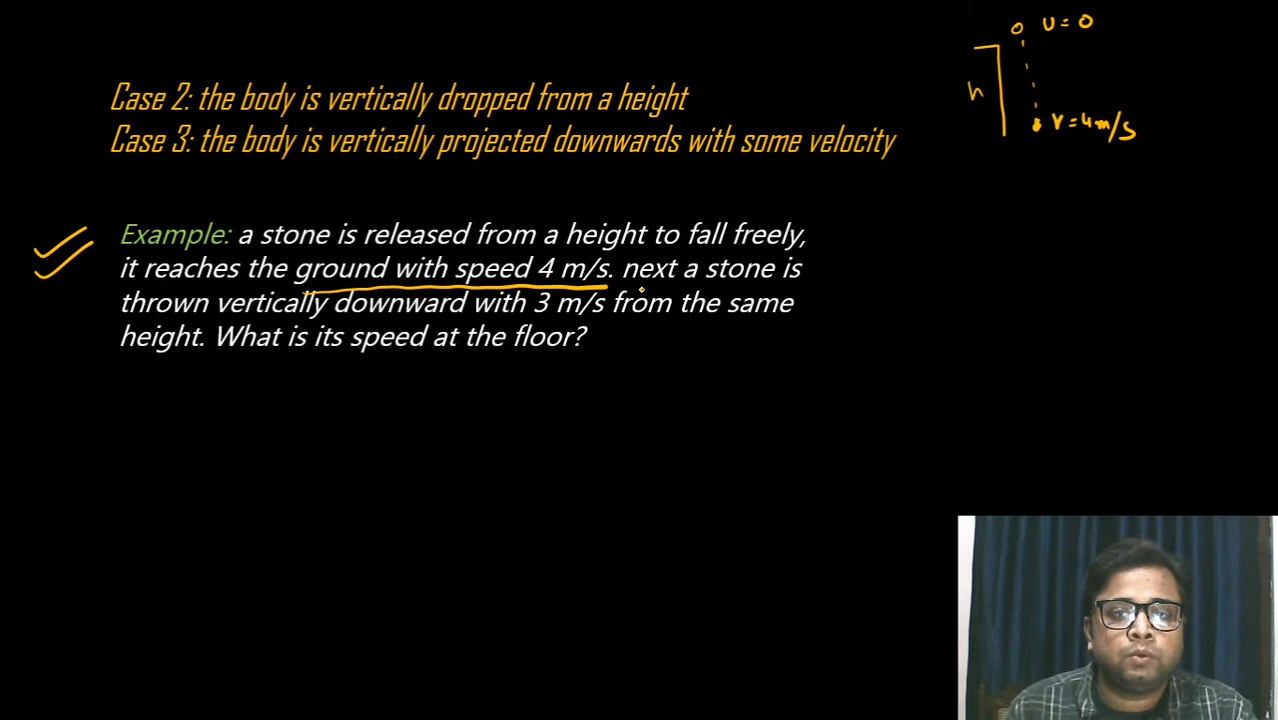 u = 0
h
v = 4m/s
Case 2: the body is vertically dropped from a height
Case 3: the body is vertically projected downwards with some velocity
Example: a stone is released from a height to fall freely,
it reaches the ground with speed 4 m/s. next a stone is
thrown vertically downward with 3 m/s from the same
height. What is its speed at the floor?